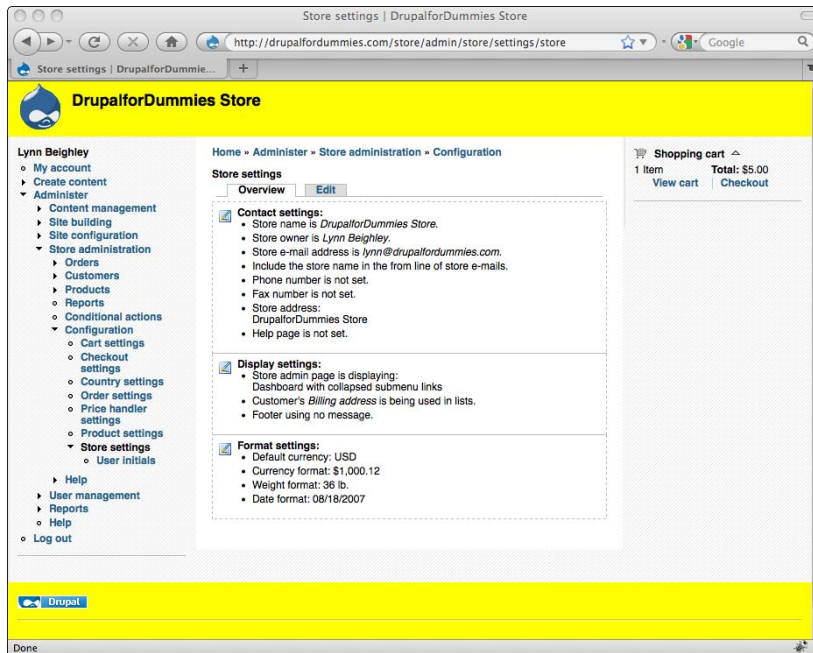 Store settings | DrupalforDummies Store
http://drupalfordummies.com/store/admin/store/settings/store
Google
Store settings | DrupalforDummie...
DrupalforDummies Store
Lynn Beighley
My account
Create content
Administer
Content management
Site building
Site configuration
Store administration
Orders
Customers
Products
Reports
Conditional actions
Configuration
Cart settings
Checkout
settings
Country settings
Order settings
Price handler
settings
Product settings
Store settings
User initials
Help
User management
Reports
Help
Log out
Home » Administer » Store administration » Configuration
Store settings
Overview Edit
Contact settings:
• Store name is DrupalforDummies Store.
• Store owner is Lynn Beighley.
• Store e-mail address is lynn@drupalfordummies.com.
• Include the store name in the from line of store e-mails.
• Phone number is not set.
• Fax number is not set.
• Store address:
DrupalforDummies Store
• Help page is not set.
Display settings:
• Store admin page is displaying:
Dashboard with collapsed submenu links
• Customer's Billing address is being used in lists.
• Footer using no message.
Format settings:
• Default currency: USD
• Currency format: $1,000.12
• Weight format: 36 lb.
• Date format: 08/18/2007
Shopping cart
1 Item Total: $5.00
View cart | Checkout
Drupal
Done